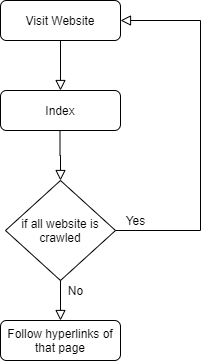 Visit Website
Index
if all website is
crawled
Yes
No
Follow hyperlinks of
that page